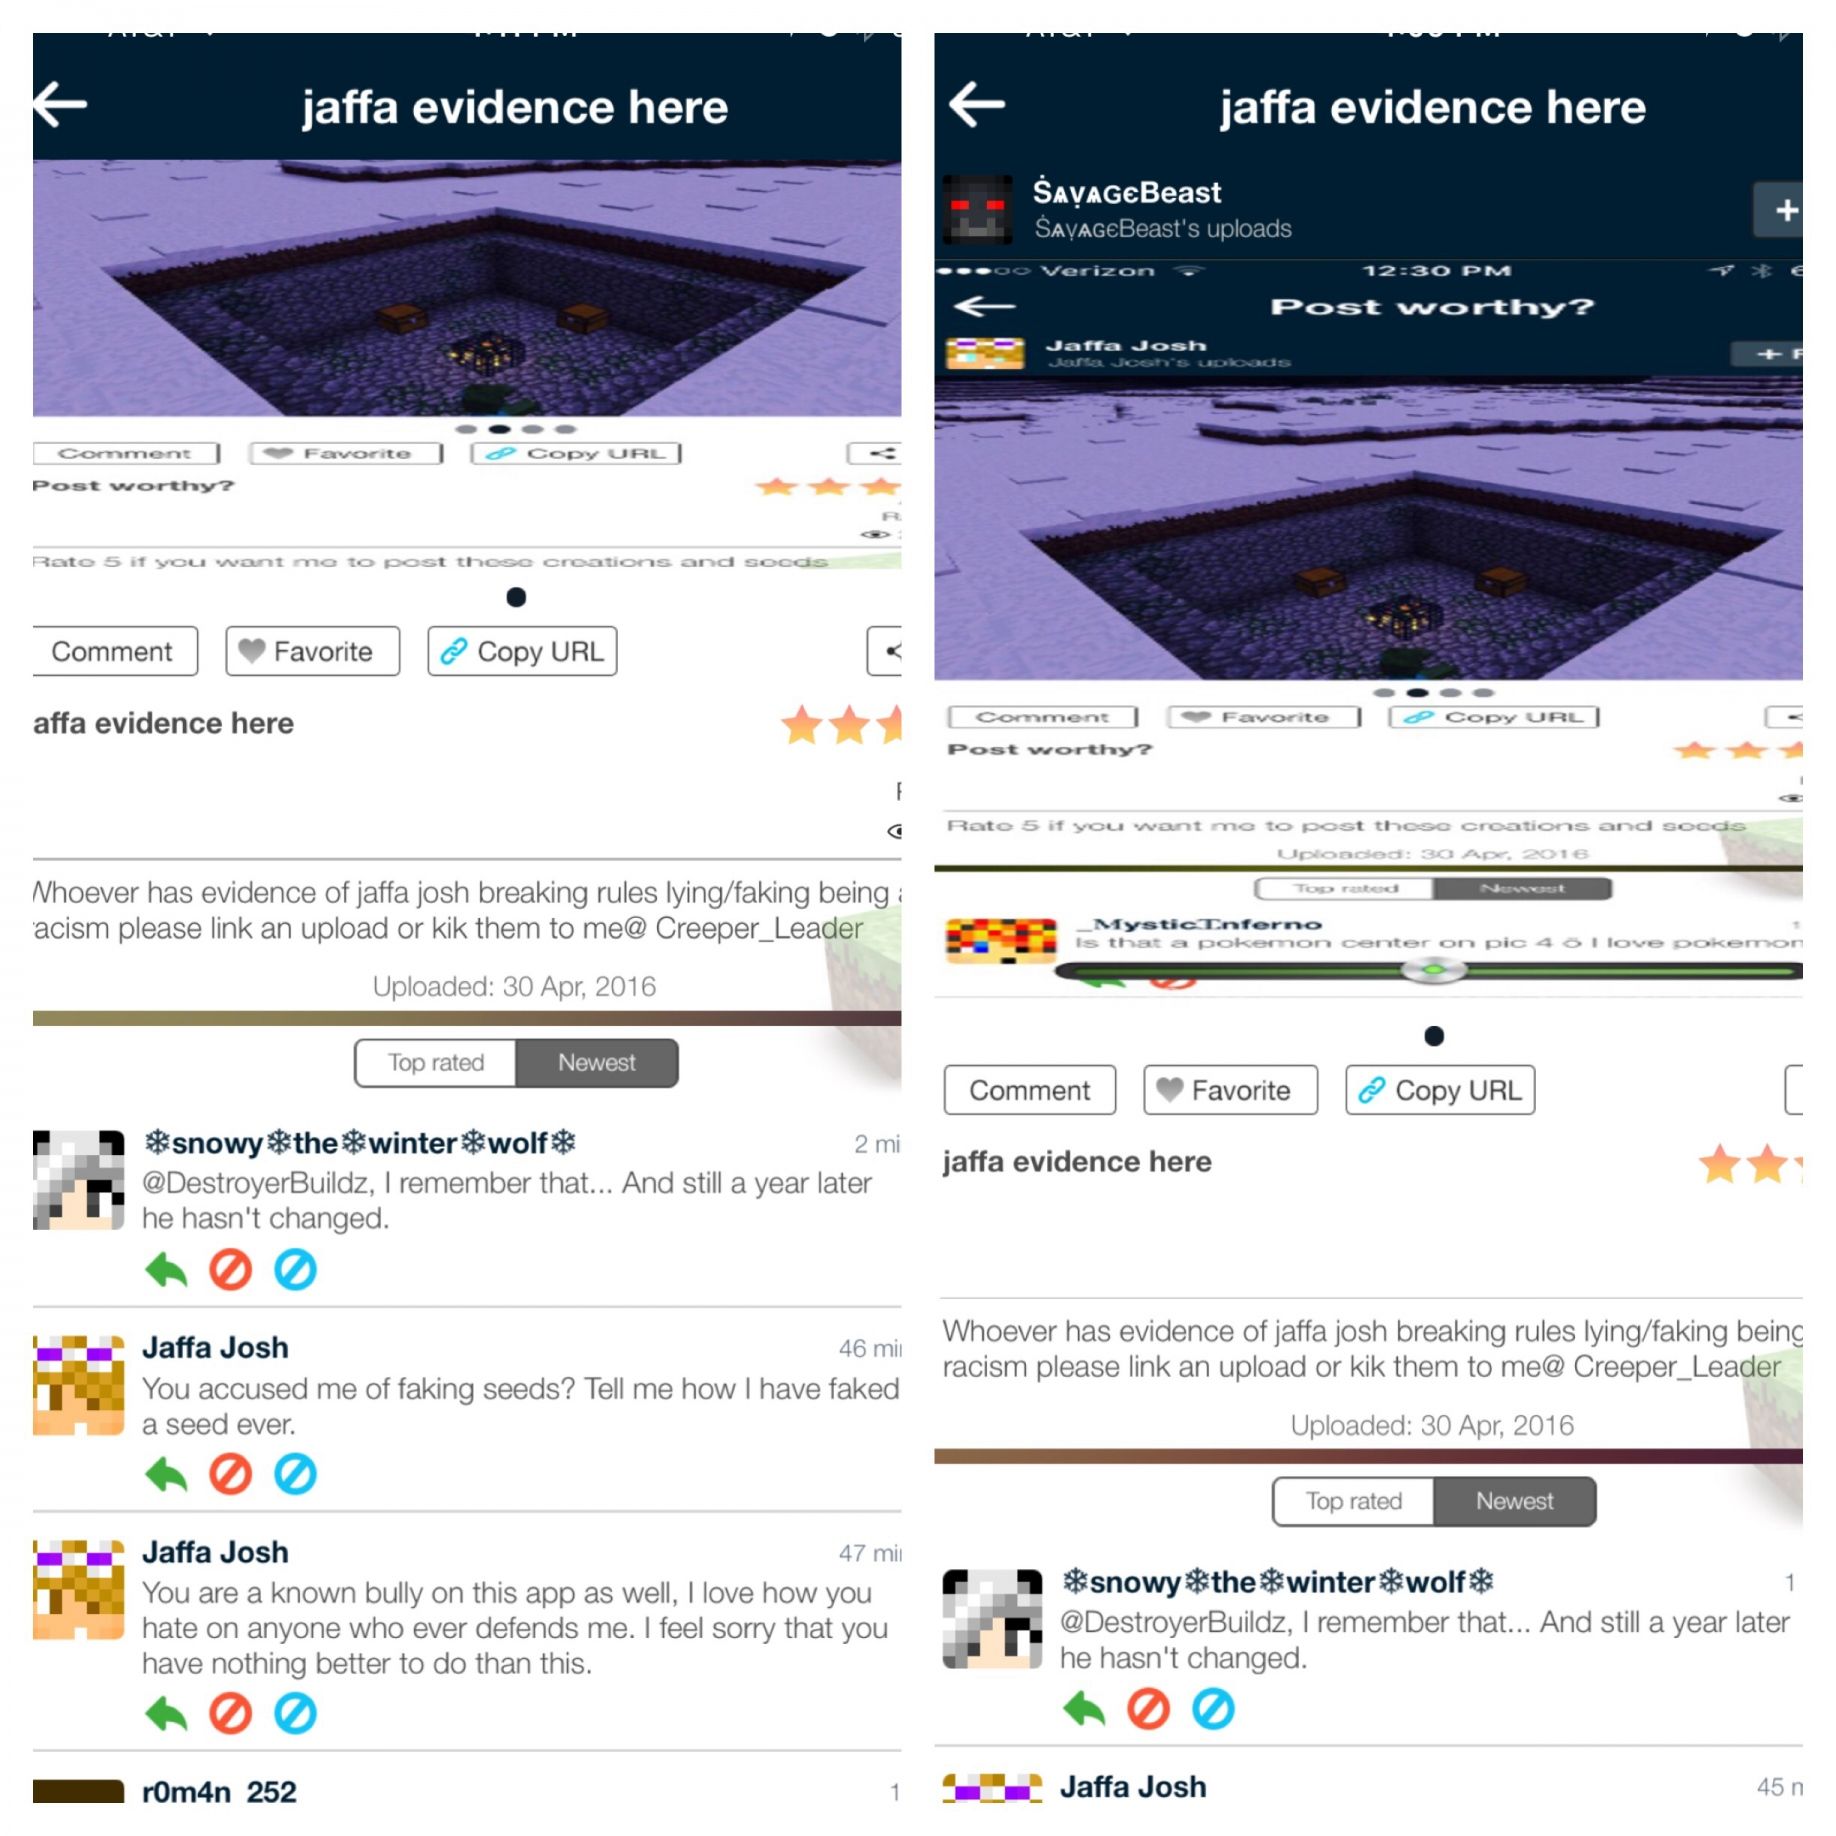 jaffa evidence here
Comment
Favorite
Copy URL
Post worthy?
Rate 5 if you want me to post these creations and seeds
Comment
Favorite
Copy URL
affa evidence here
Whoever has evidence of jaffa josh breaking rules lying/faking being
racism please link an upload or kik them to me@ Creeper_Leader
Uploaded: 30 Apr, 2016
Top rated
Newest
❄snowy❄the❄winter❄wolf❄
2 mi
@DestroyerBuildz, I remember that... And still a year later
he hasn't changed.
Jaffa Josh
46 mi
You accused me of faking seeds? Tell me how I have faked
a seed ever.
Jaffa Josh
47 mi
You are a known bully on this app as well, I love how you
hate on anyone who ever defends me. I feel sorry that you
have nothing better to do than this.
r0m4n_252
1
jaffa evidence here
ṠᴀṿᴀɢєBeast
ṠᴀṿᴀɢєBeast's uploads
Verizon
12:30 PM
Post worthy?
Jaffa Josh
Jaffa Josh's uploads
+ F
Comment
Favorite
Copy URL
Post worthy?
Rate 5 if you want me to post these creations and seeds
Uploaded: 30 Apr, 2016
Top rated
Newest
_MysticInferno
Is that a pokemon center on pic 4 ö I love pokemon
Comment
Favorite
Copy URL
jaffa evidence here
Whoever has evidence of jaffa josh breaking rules lying/faking being
racism please link an upload or kik them to me@ Creeper_Leader
Uploaded: 30 Apr, 2016
Top rated
Newest
❄snowy❄the❄winter❄wolf❄
1
@DestroyerBuildz, I remember that... And still a year later
he hasn't changed.
Jaffa Josh
45 m